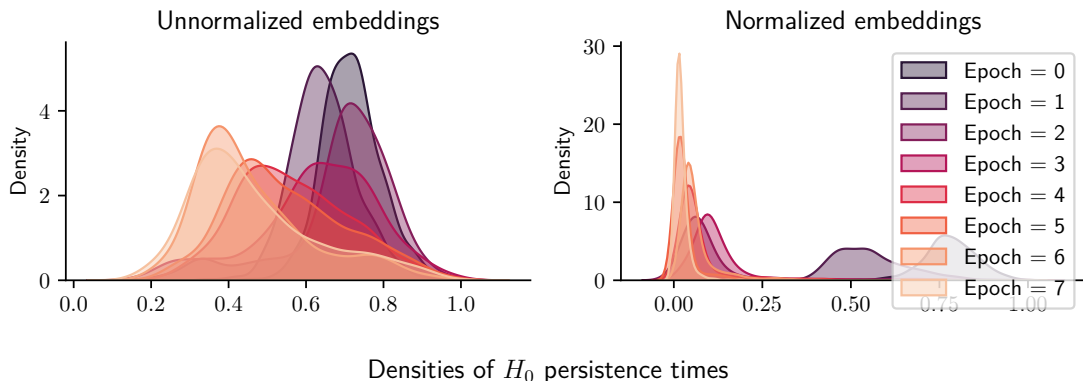 Unnormalized embeddings
Normalized embeddings
Density
4
2
0
0.0 0.2 0.4 0.6 0.8 1.0
Density
30
20
10
0
0.00 0.25 0.50 0.75 1.00
Epoch = 0
Epoch = 1
Epoch = 2
Epoch = 3
Epoch = 4
Epoch = 5
Epoch = 6
Epoch = 7
Densities of H₀ persistence times